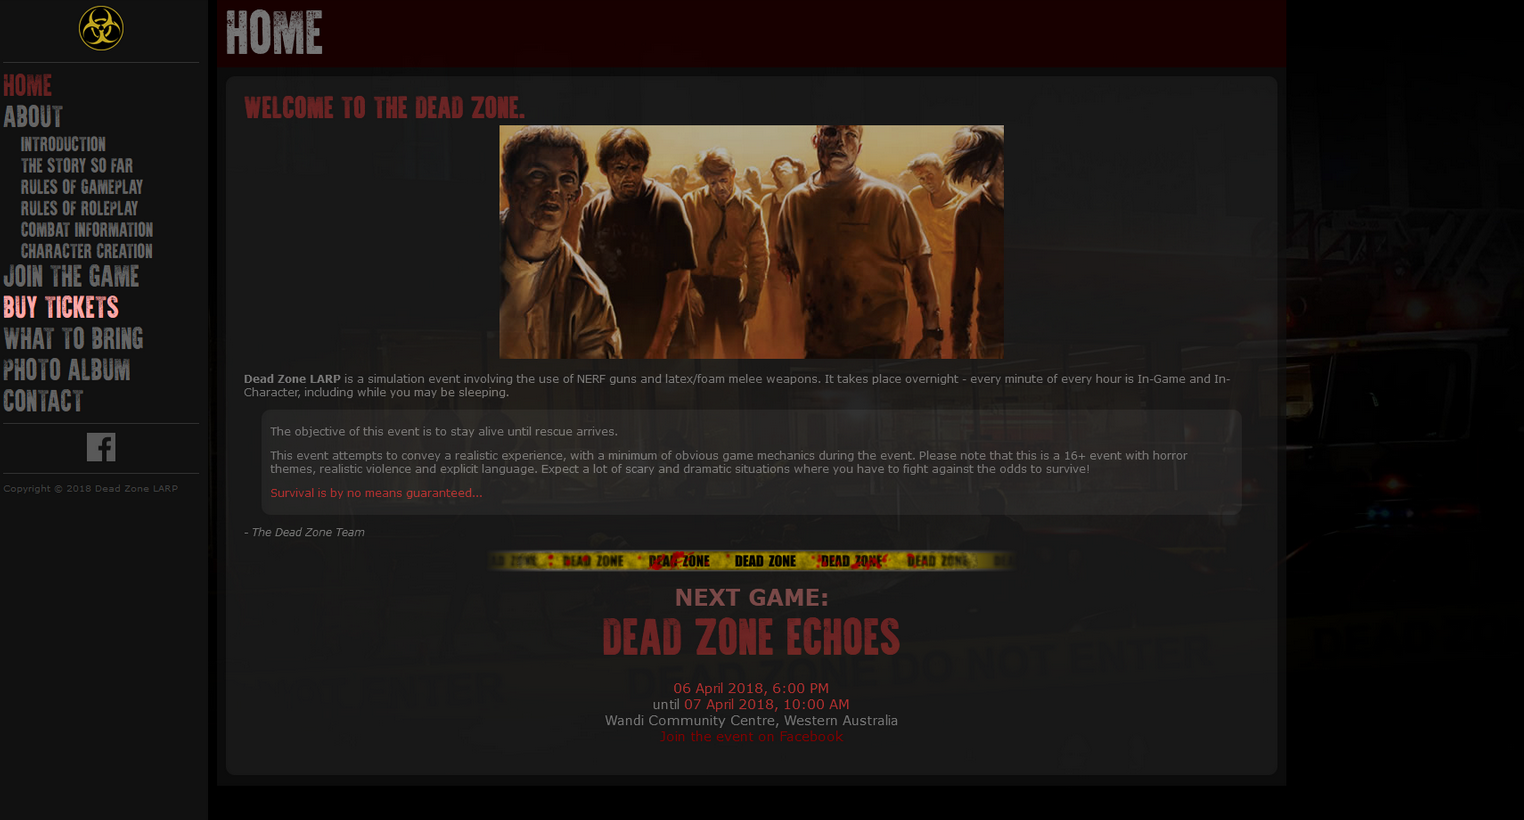 HOME
HOME
ABOUT
INTRODUCTION
THE STORY SO FAR
RULES OF GAMEPLAY
RULES OF ROLEPLAY
COMBAT INFORMATION
CHARACTER CREATION
JOIN THE GAME
BUY TICKETS
WHAT TO BRING
PHOTO ALBUM
CONTACT
Copyright © 2018 Dead Zone LARP
WELCOME TO THE DEAD ZONE.
Dead Zone LARP is a simulation event involving the use of NERF guns and latex/foam melee weapons. It takes place overnight - every minute of every hour is In-Game and In-
Character, including while you may be sleeping.
The objective of this event is to stay alive until rescue arrives.
This event attempts to convey a realistic experience, with a minimum of obvious game mechanics during the event. Please note that this is a 16+ event with horror
themes, realistic violence and explicit language. Expect a lot of scary and dramatic situations where you have to fight against the odds to survive!
Survival is by no means guaranteed...
- The Dead Zone Team
DEAD ZONE DEAD ZONE DEAD ZONE DEAD ZONE DEAD ZONE
NEXT GAME:
DEAD ZONE ECHOES
DEAD ZONE DO NOT ENTER
NOT ENTER
06 April 2018, 6:00 PM
until 07 April 2018, 10:00 AM
Wandi Community Centre, Western Australia
Join the event on Facebook